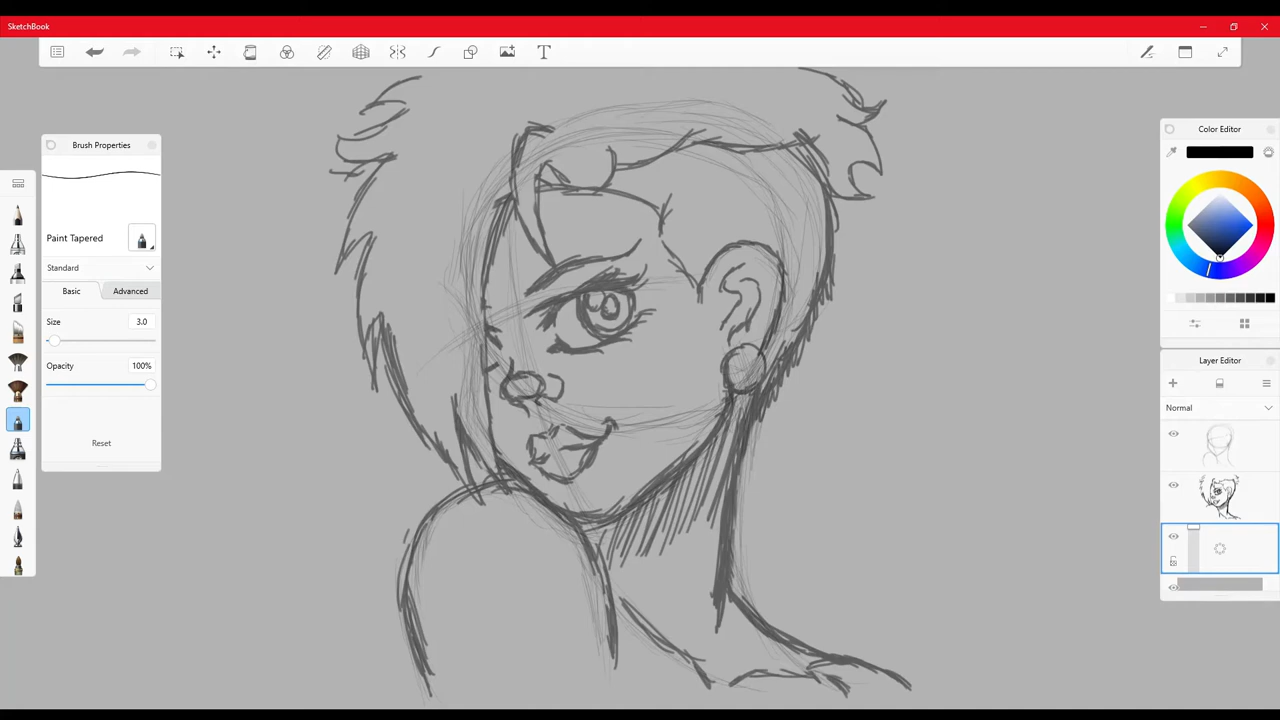 SketchBook
T
Brush Properties
Paint Tapered
Standard
Basic
Advanced
Size
3.0
Opacity
100%
Reset
Color Editor
Layer Editor
Normal